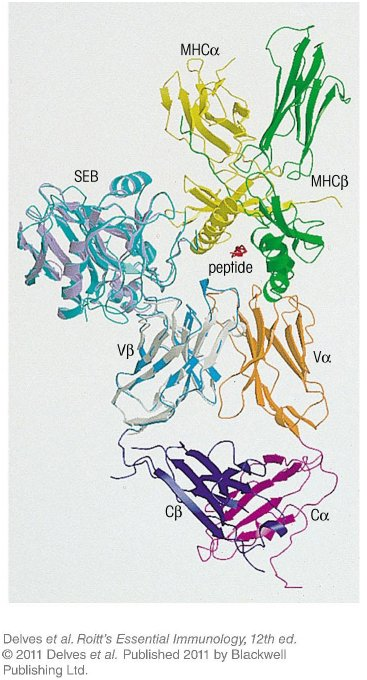 MHCα
SEB
MHCβ
peptide
Vβ
Vα
Cβ
Cα
Delves et al. Roitt's Essential Immunology, 12th ed.
© 2011 Delves et al. Published 2011 by Blackwell
Publishing Ltd.